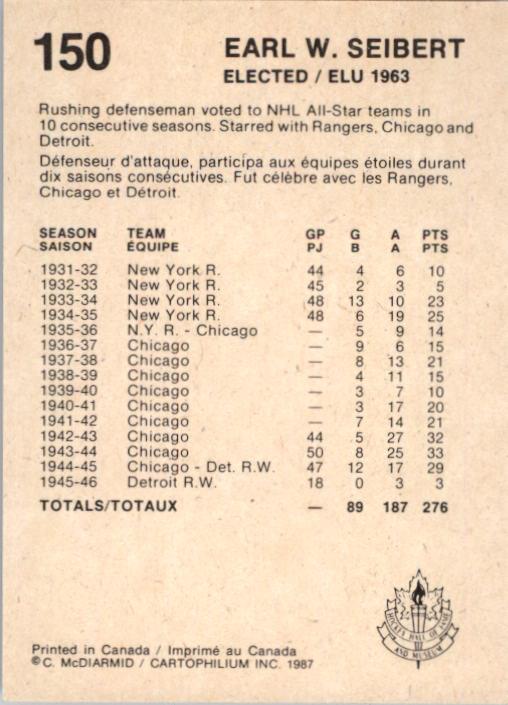 150
EARL W. SEIBERT
ELECTED / ELU 1963
Rushing defenseman voted to NHL All-Star teams in
10 consecutive seasons. Starred with Rangers, Chicago and
Detroit.
Défenseur d'attaque, participa aux équipes étoiles durant
dix saisons consécutives. Fut célèbre avec les Rangers,
Chicago et Détroit.
SEASON TEAM GP G A PTS
SAISON ÉQUIPE PJ B A PTS
1931-32 New York R. 44 4 6 10
1932-33 New York R. 45 2 3 5
1933-34 New York R. 48 13 10 23
1934-35 New York R. 48 6 19 25
1935-36 N.Y. R. - Chicago — 5 9 14
1936-37 Chicago — 9 6 15
1937-38 Chicago — 8 13 21
1938-39 Chicago — 4 11 15
1939-40 Chicago — 3 7 10
1940-41 Chicago — 3 17 20
1941-42 Chicago — 7 14 21
1942-43 Chicago 44 5 27 32
1943-44 Chicago 50 8 25 33
1944-45 Chicago - Det. R.W. 47 12 17 29
1945-46 Detroit R.W. 18 0 3 3
TOTALS/TOTAUX — 89 187 276
HOCKEY HALL OF FAME
AND MUSEUM
Printed in Canada / Imprimé au Canada
©C. McDIARMID / CARTOPHILIUM INC. 1987